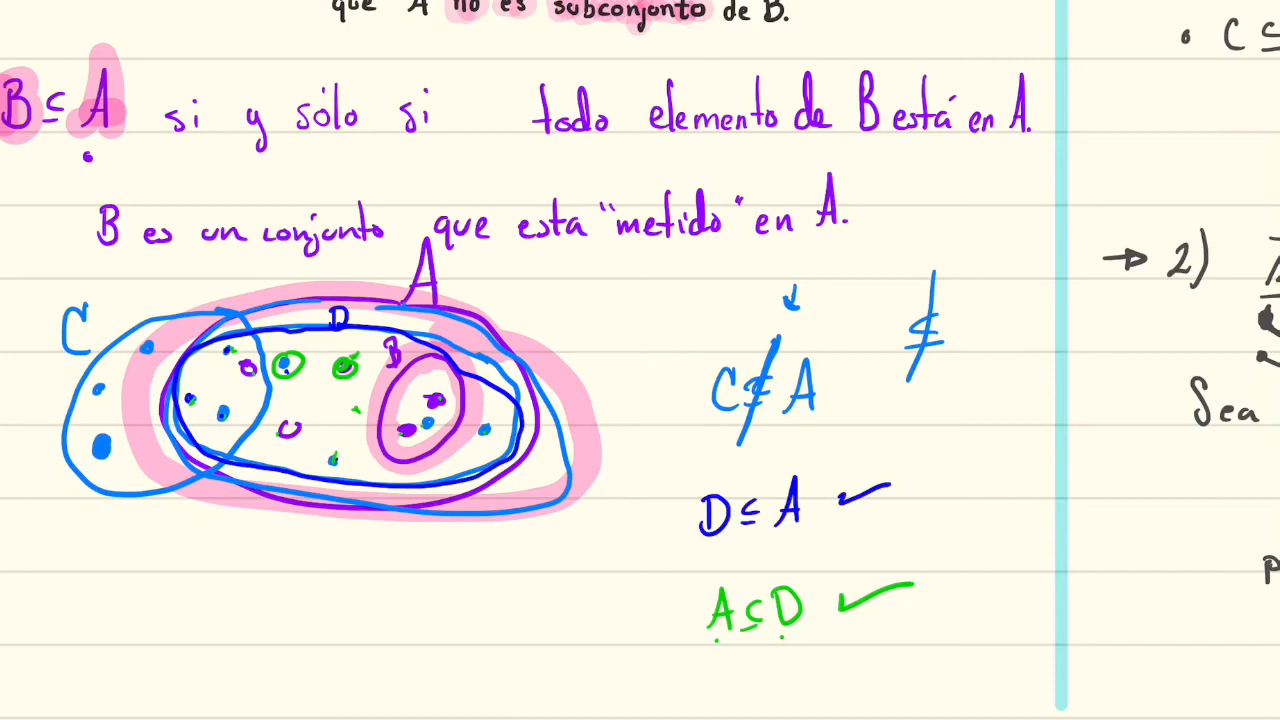 que A no es subconjunto de B.
B ⊆ A si y sólo si todo elemento de B está en A.
B es un conjunto que esta "metido" en A.
A
C
D
B
C ⊈ A
⊈
D ⊆ A ✓
A ⊆ D ✓
• C ⊆
→ 2)
Sea